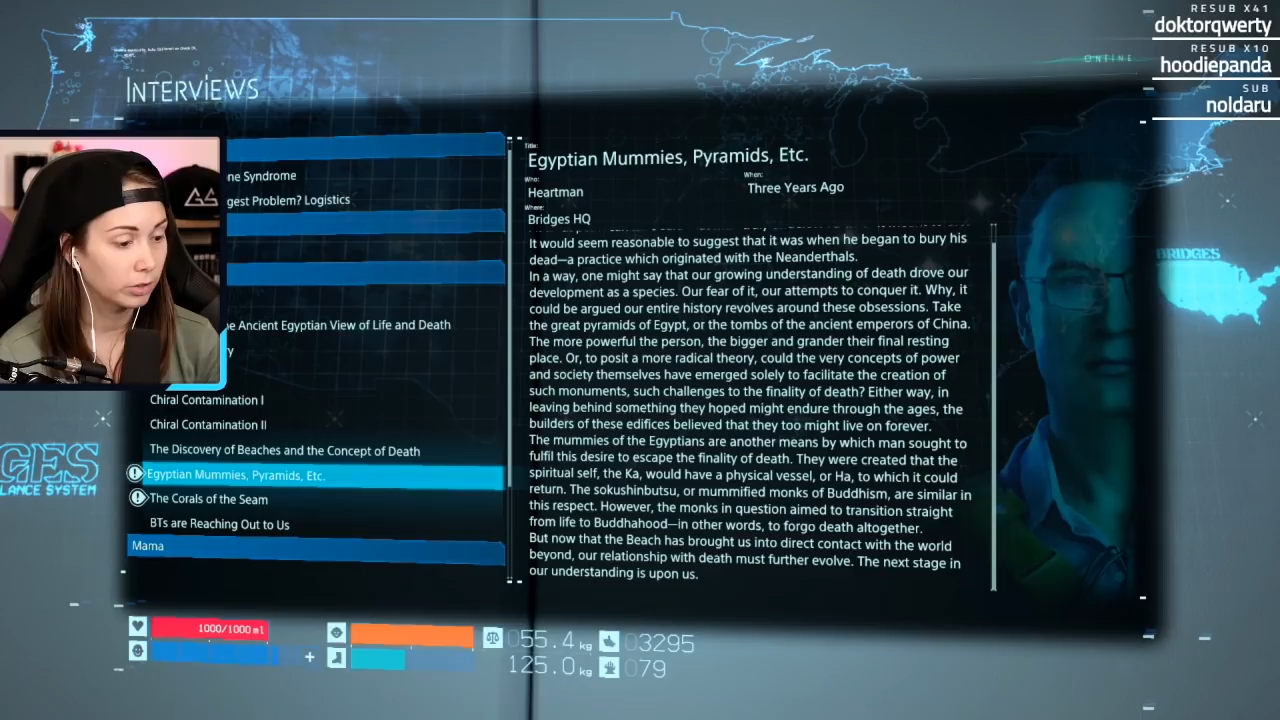 RESUB X41
doktorqwerty
RESUB X10
hoodiepanda
SUB
noldaru
ONLINE
INTERVIEWS
Title:
Egyptian Mummies, Pyramids, Etc.
Who:
Heartman
When:
Three Years Ago
Where:
Bridges HQ
ne Syndrome
gest Problem? Logistics
e Ancient Egyptian View of Life and Death
y
Chiral Contamination I
Chiral Contamination II
The Discovery of Beaches and the Concept of Death
Egyptian Mummies, Pyramids, Etc.
The Corals of the Seam
BTs are Reaching Out to Us
Mama
It would seem reasonable to suggest that it was when he began to bury his
dead—a practice which originated with the Neanderthals.
In a way, one might say that our growing understanding of death drove our
development as a species. Our fear of it, our attempts to conquer it. Why, it
could be argued our entire history revolves around these obsessions. Take
the great pyramids of Egypt, or the tombs of the ancient emperors of China.
The more powerful the person, the bigger and grander their final resting
place. Or, to posit a more radical theory, could the very concepts of power
and society themselves have emerged solely to facilitate the creation of
such monuments, such challenges to the finality of death? Either way, in
leaving behind something they hoped might endure through the ages, the
builders of these edifices believed that they too might live on forever.
The mummies of the Egyptians are another means by which man sought to
fulfil this desire to escape the finality of death. They were created that the
spiritual self, the Ka, would have a physical vessel, or Ha, to which it could
return. The sokushinbutsu, or mummified monks of Buddhism, are similar in
this respect. However, the monks in question aimed to transition straight
from life to Buddhahood—in other words, to forgo death altogether.
But now that the Beach has brought us into direct contact with the world
beyond, our relationship with death must further evolve. The next stage in
our understanding is upon us.
BRIDGES
GES
LANCE SYSTEM
1000/1000 ml
055.4 kg
03295
125.0 kg
079